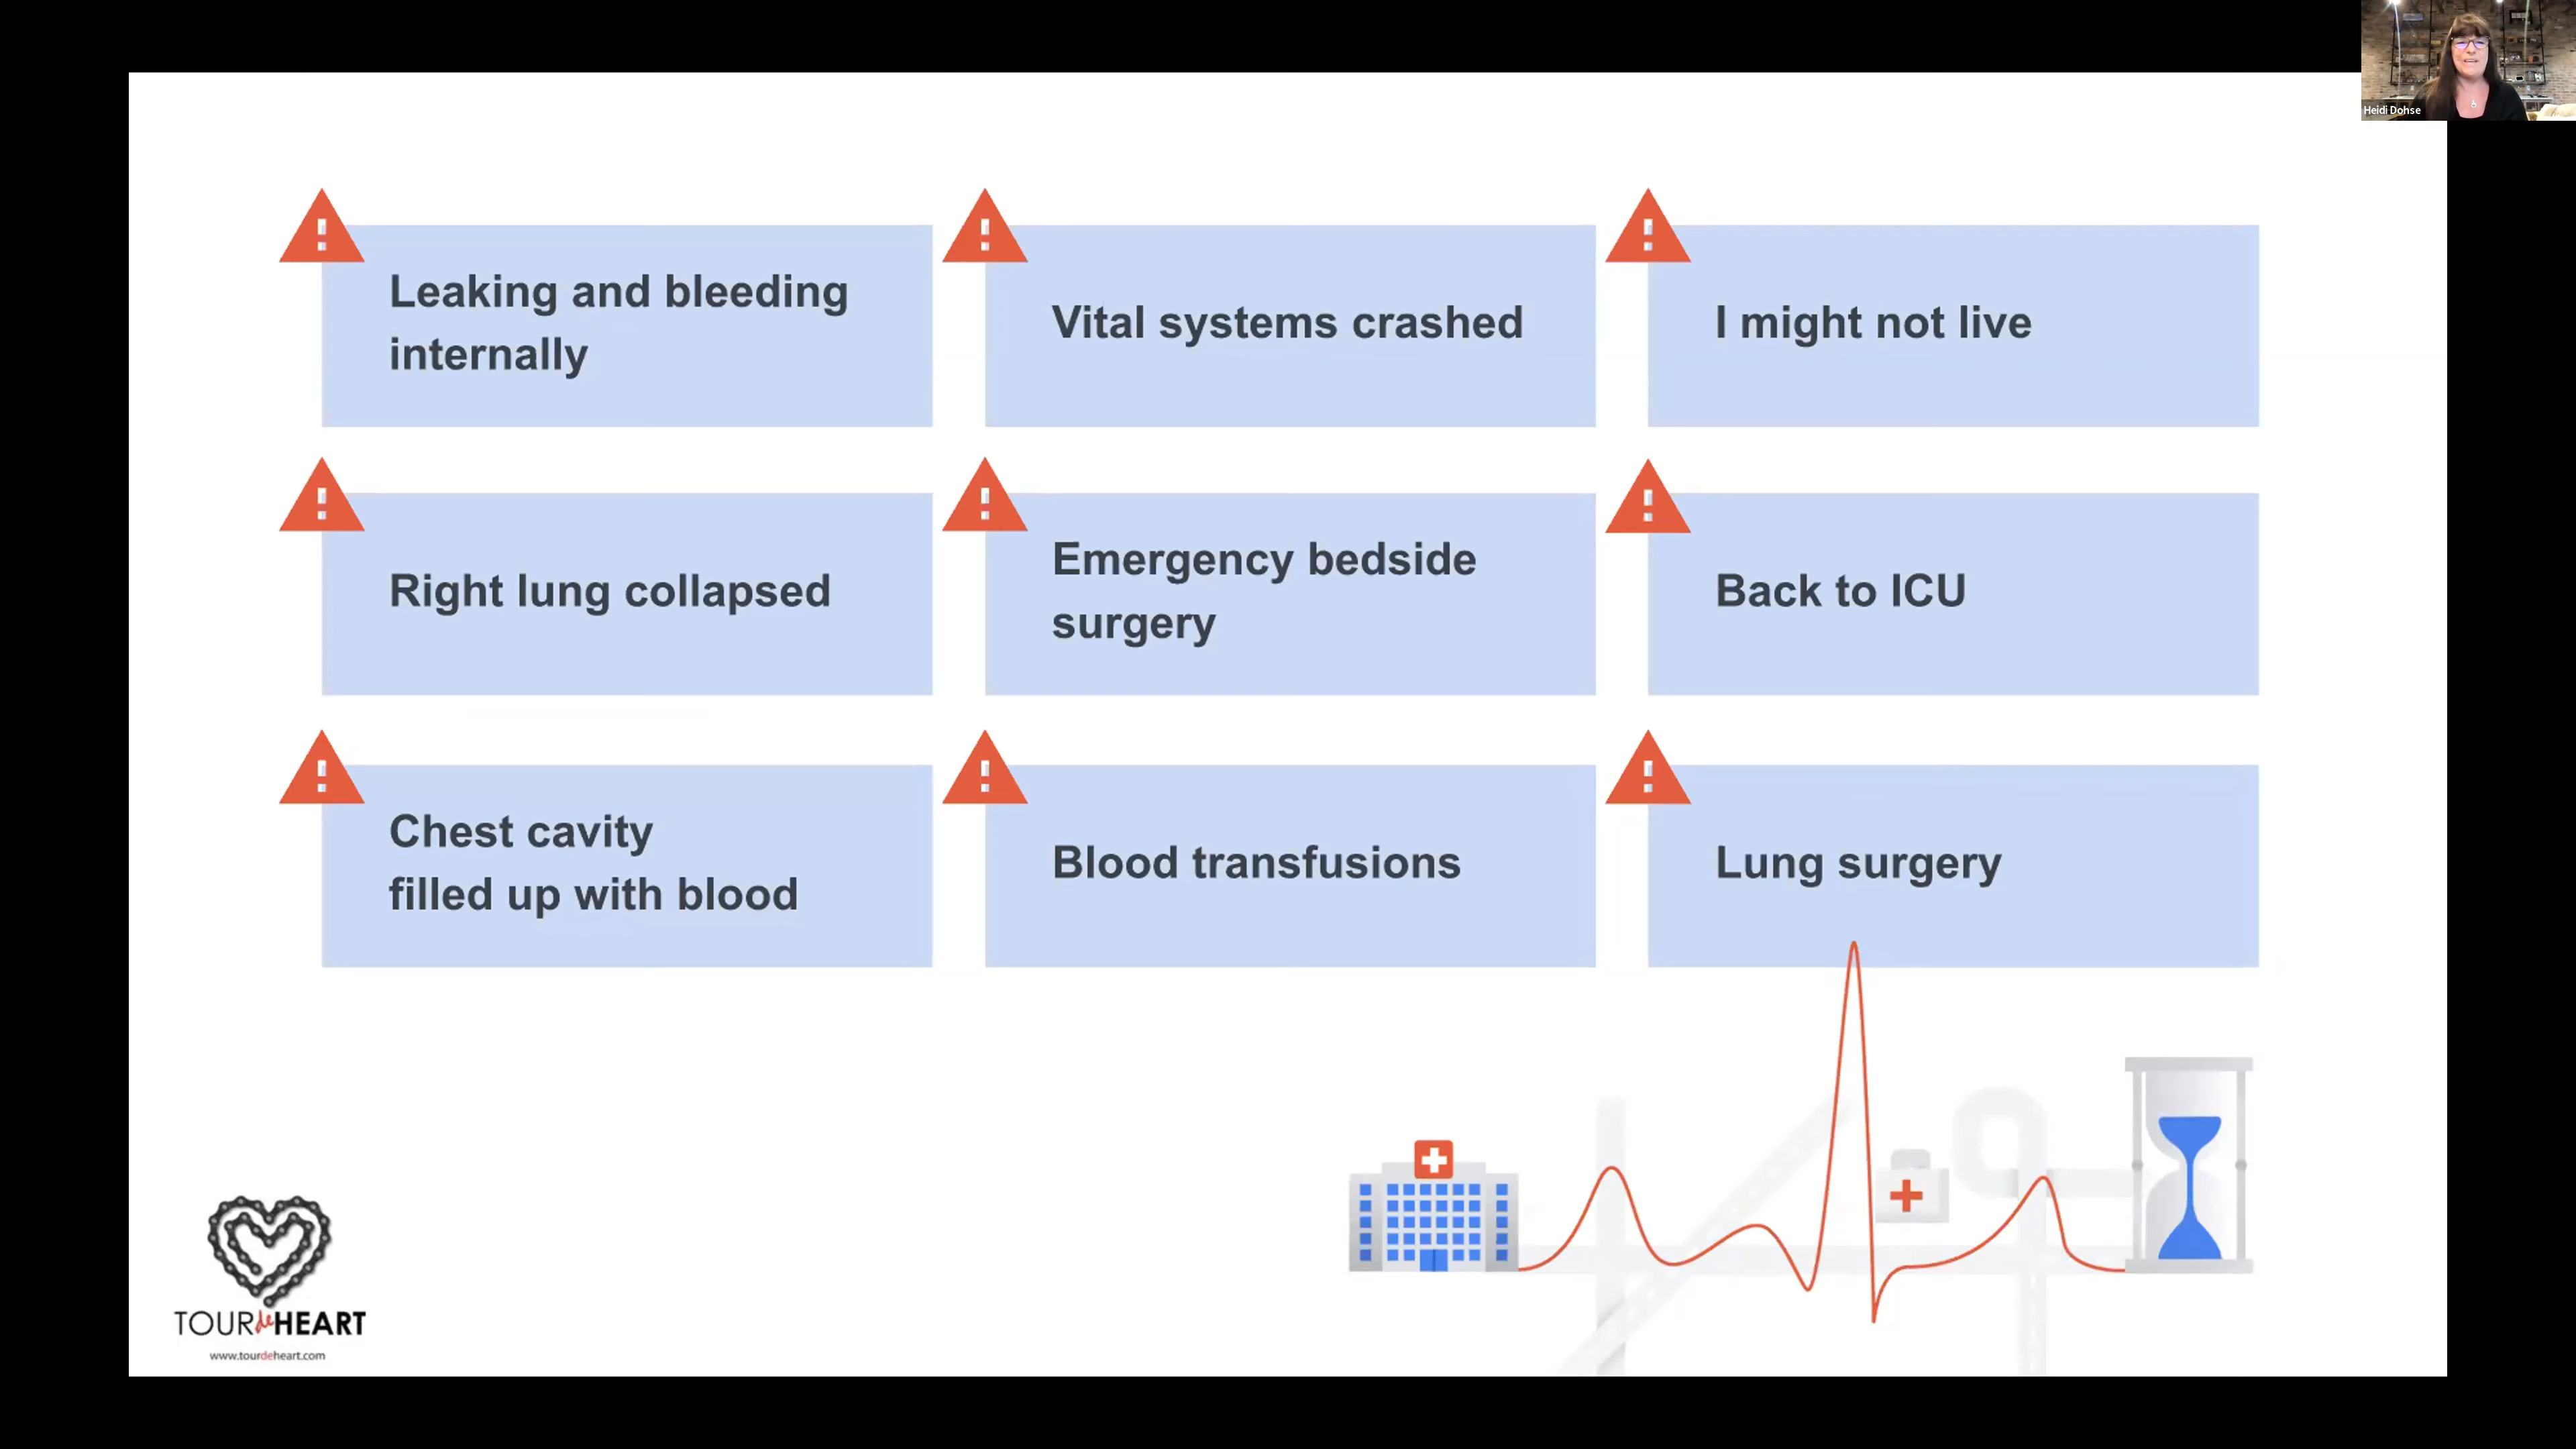 Heidi Dohse
Leaking and bleeding
internally
Vital systems crashed
I might not live
Right lung collapsed
Emergency bedside
surgery
Back to ICU
Chest cavity
filled up with blood
Blood transfusions
Lung surgery
TOUR de HEART
www.tourdeheart.com